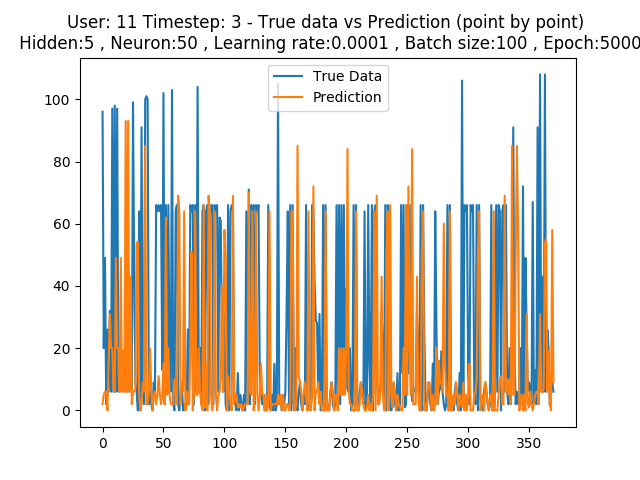 User: 11 Timestep: 3 - True data vs Prediction (point by point)
Hidden:5 , Neuron:50 , Learning rate:0.0001 , Batch size:100 , Epoch:5000
True Data
Prediction
100
80
60
40
20
0
0 50 100 150 200 250 300 350